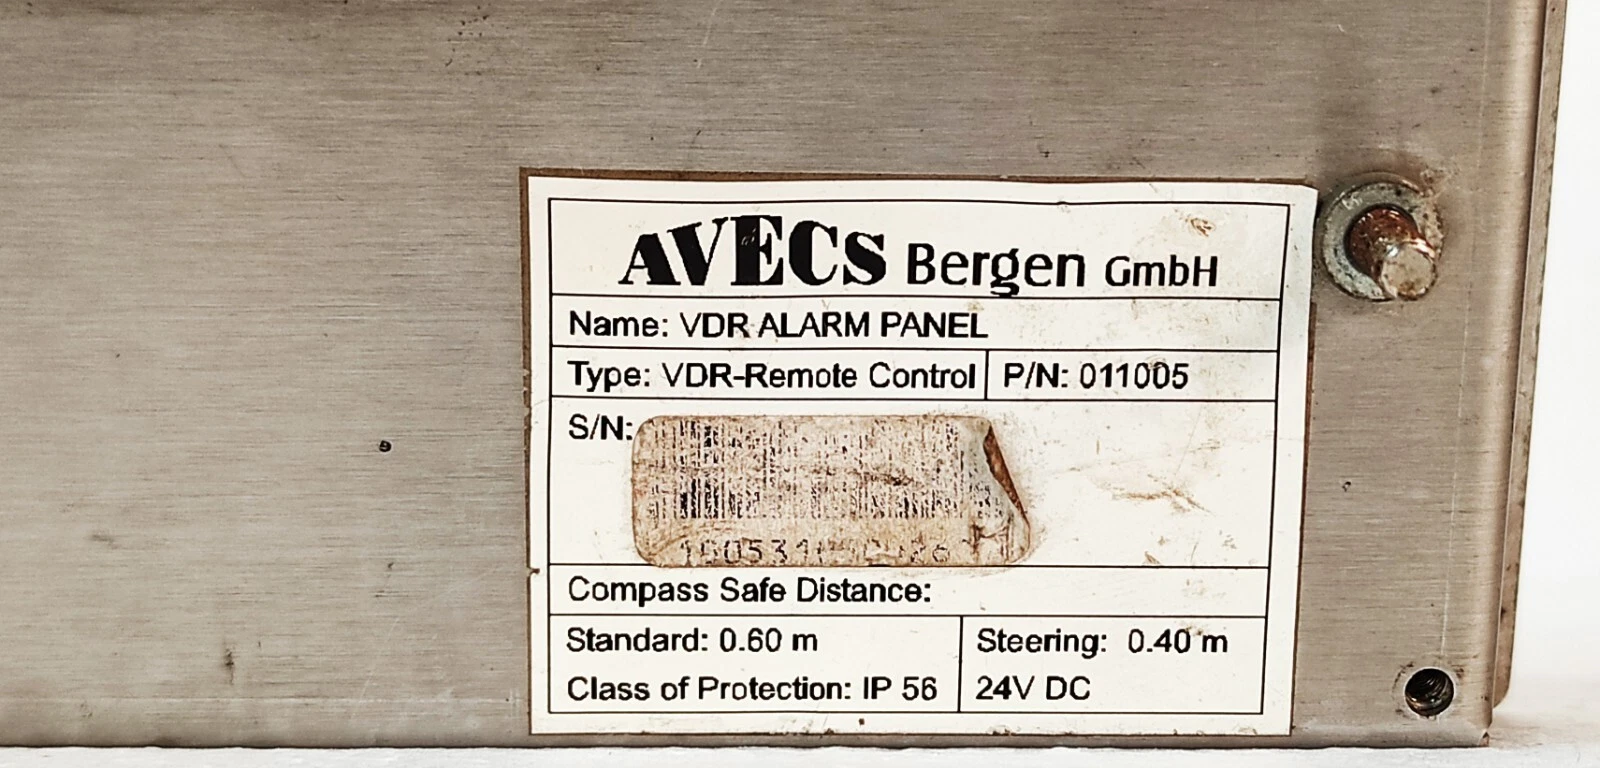 AVECS Bergen GmbH
Name: VDR ALARM PANEL
Type: VDR-Remote Control P/N: 011005
S/N:
Compass Safe Distance:
Standard: 0.60 m Steering: 0.40 m
Class of Protection: IP 56 24V DC